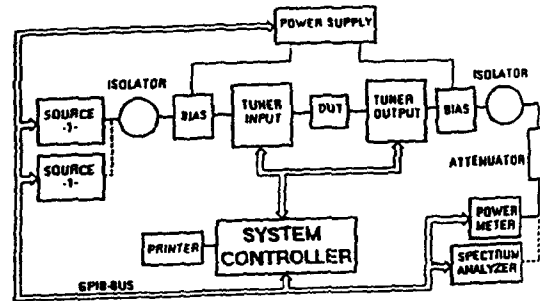 POWER SUPPLY
ISOLATOR
ISOLATOR
SOURCE
-1-
BIAS
TUNER
INPUT
DUT
TUNER
OUTPUT
BIAS
SOURCE
-1-
ATTENUATOR
PRINTER
SYSTEM
CONTROLLER
POWER
METER
SPECTRUM
ANALYZER
GPIB-BUS